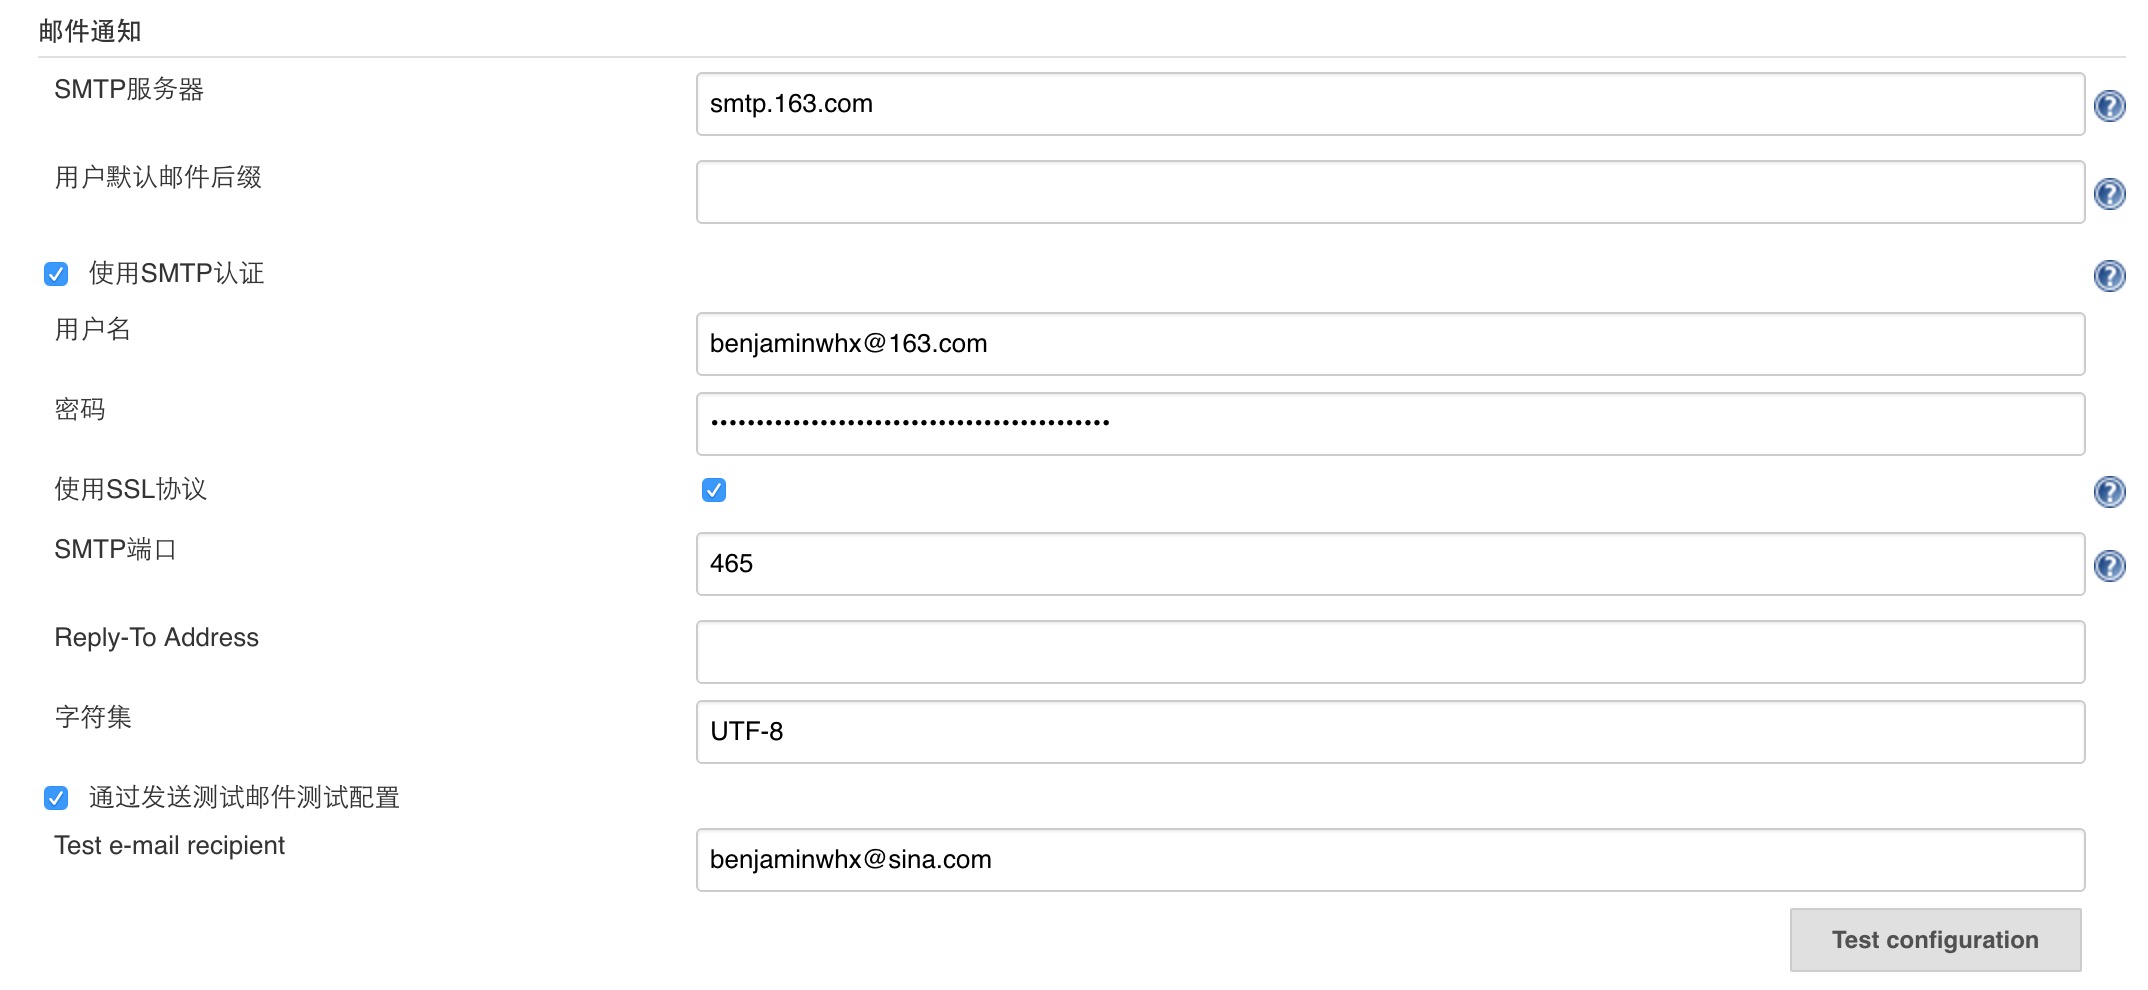 邮件通知
SMTP服务器
smtp.163.com
用户默认邮件后缀
使用SMTP认证
用户名
benjaminwhx@163.com
密码
••••••••••••••••••••••••••••••••••••••••••••
使用SSL协议
SMTP端口
465
Reply-To Address
字符集
UTF-8
通过发送测试邮件测试配置
Test e-mail recipient
benjaminwhx@sina.com
Test configuration